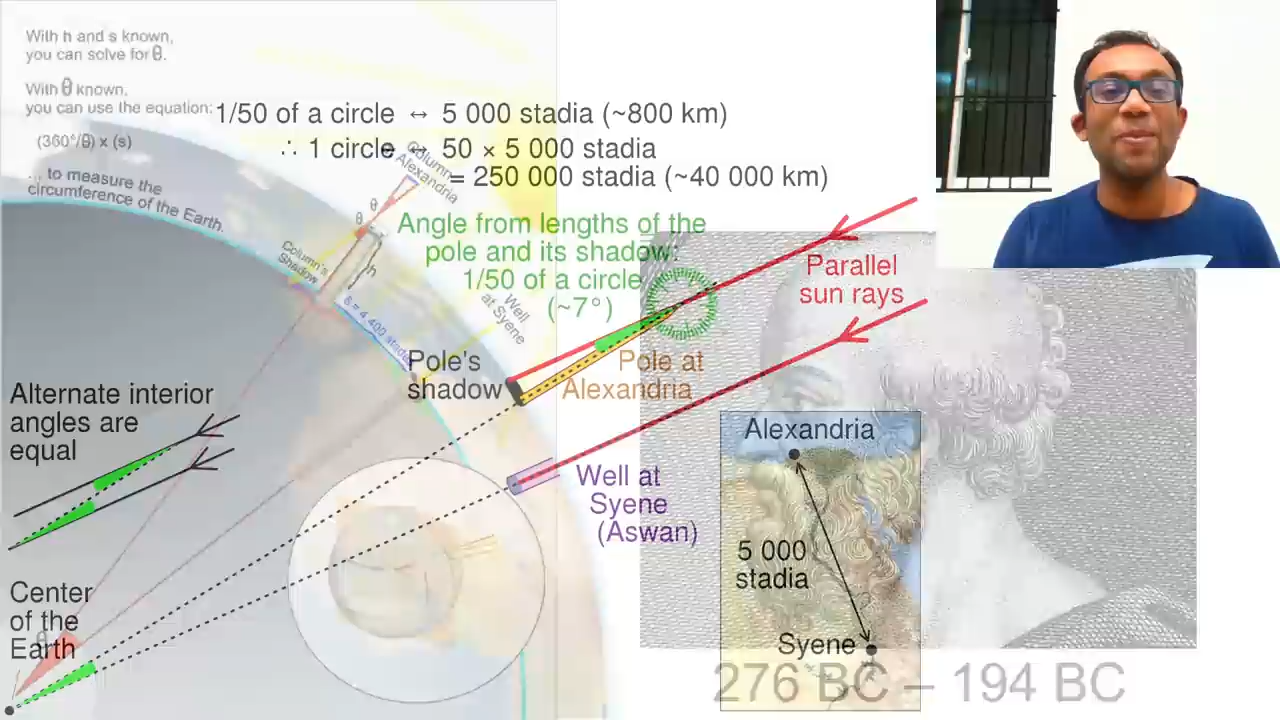 With h and s known,
you can solve for θ.
With θ known,
you can use the equation:
(360°/θ) x (s)
... to measure the
circumference of the Earth.
1/50 of a circle ↔ 5 000 stadia (~800 km)
∴ 1 circle ↔ 50 × 5 000 stadia
= 250 000 stadia (~40 000 km)
Column
Alexandria
θ
θ
Column's
Shadow
h
s = 4,400 stadia
Well
at Syene
Angle from lengths of the
pole and its shadow:
1/50 of a circle
(~7°)
Parallel
sun rays
Pole's
shadow
Pole at
Alexandria
Alternate interior
angles are
equal
Well at
Syene
(Aswan)
Alexandria
5 000
stadia
Syene
Center
of the
Earth
θ
276 BC – 194 BC